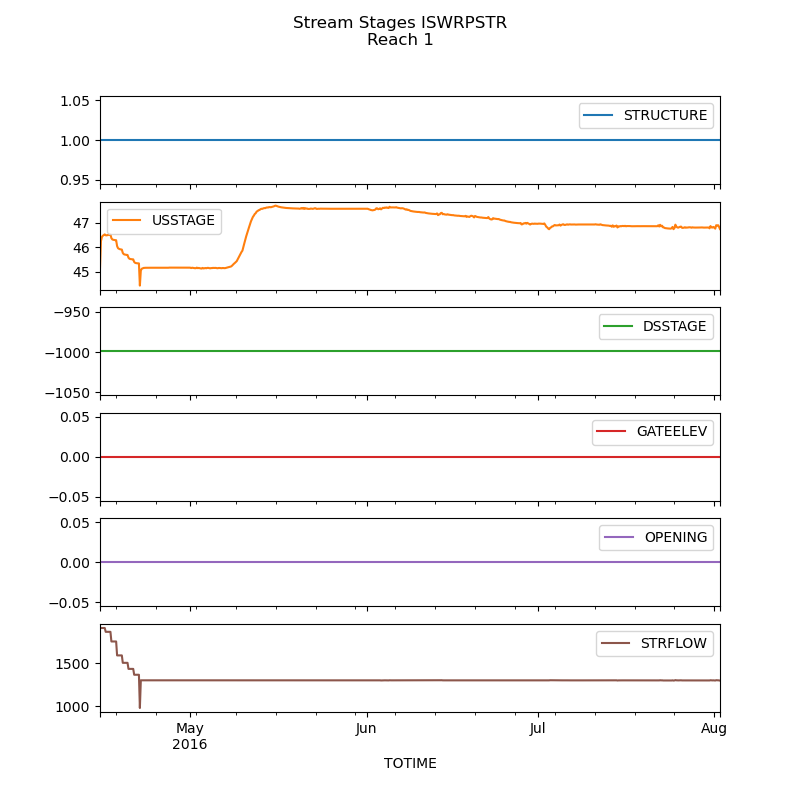 Stream Stages ISWRPSTR
Reach 1
1.05
1.00
0.95
STRUCTURE
47
46
45
USSTAGE
−950
−1000
−1050
DSSTAGE
0.05
0.00
−0.05
GATEELEV
0.05
0.00
−0.05
OPENING
1500
1000
STRFLOW
May
2016
Jun
Jul
Aug
TOTIME